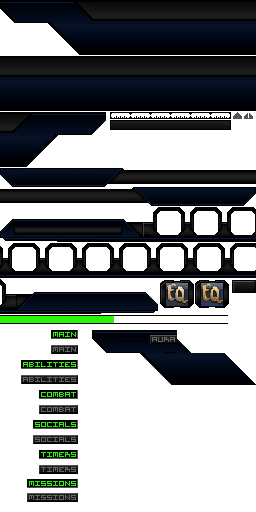 EQ EQ
MAIN
AURA
MAIN
ABILITIES
ABILITIES
COMBAT
COMBAT
SOCIALS
SOCIALS
TIMERS
TIMERS
MISSIONS
MISSIONS